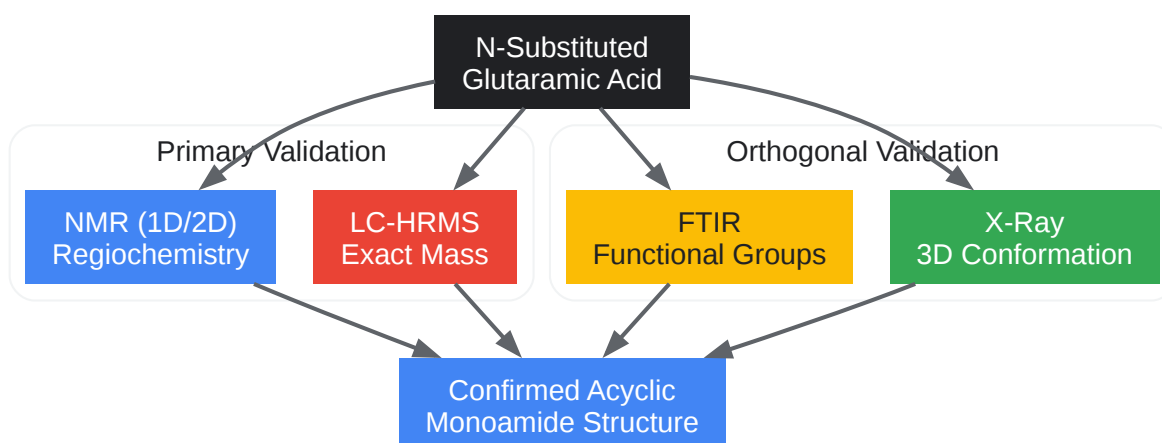 N-Substituted
Glutaramic Acid
Primary Validation
Orthogonal Validation
NMR (1D/2D)
Regiochemistry
LC-HRMS
Exact Mass
FTIR
Functional Groups
X-Ray
3D Conformation
Confirmed Acyclic
Monoamide Structure